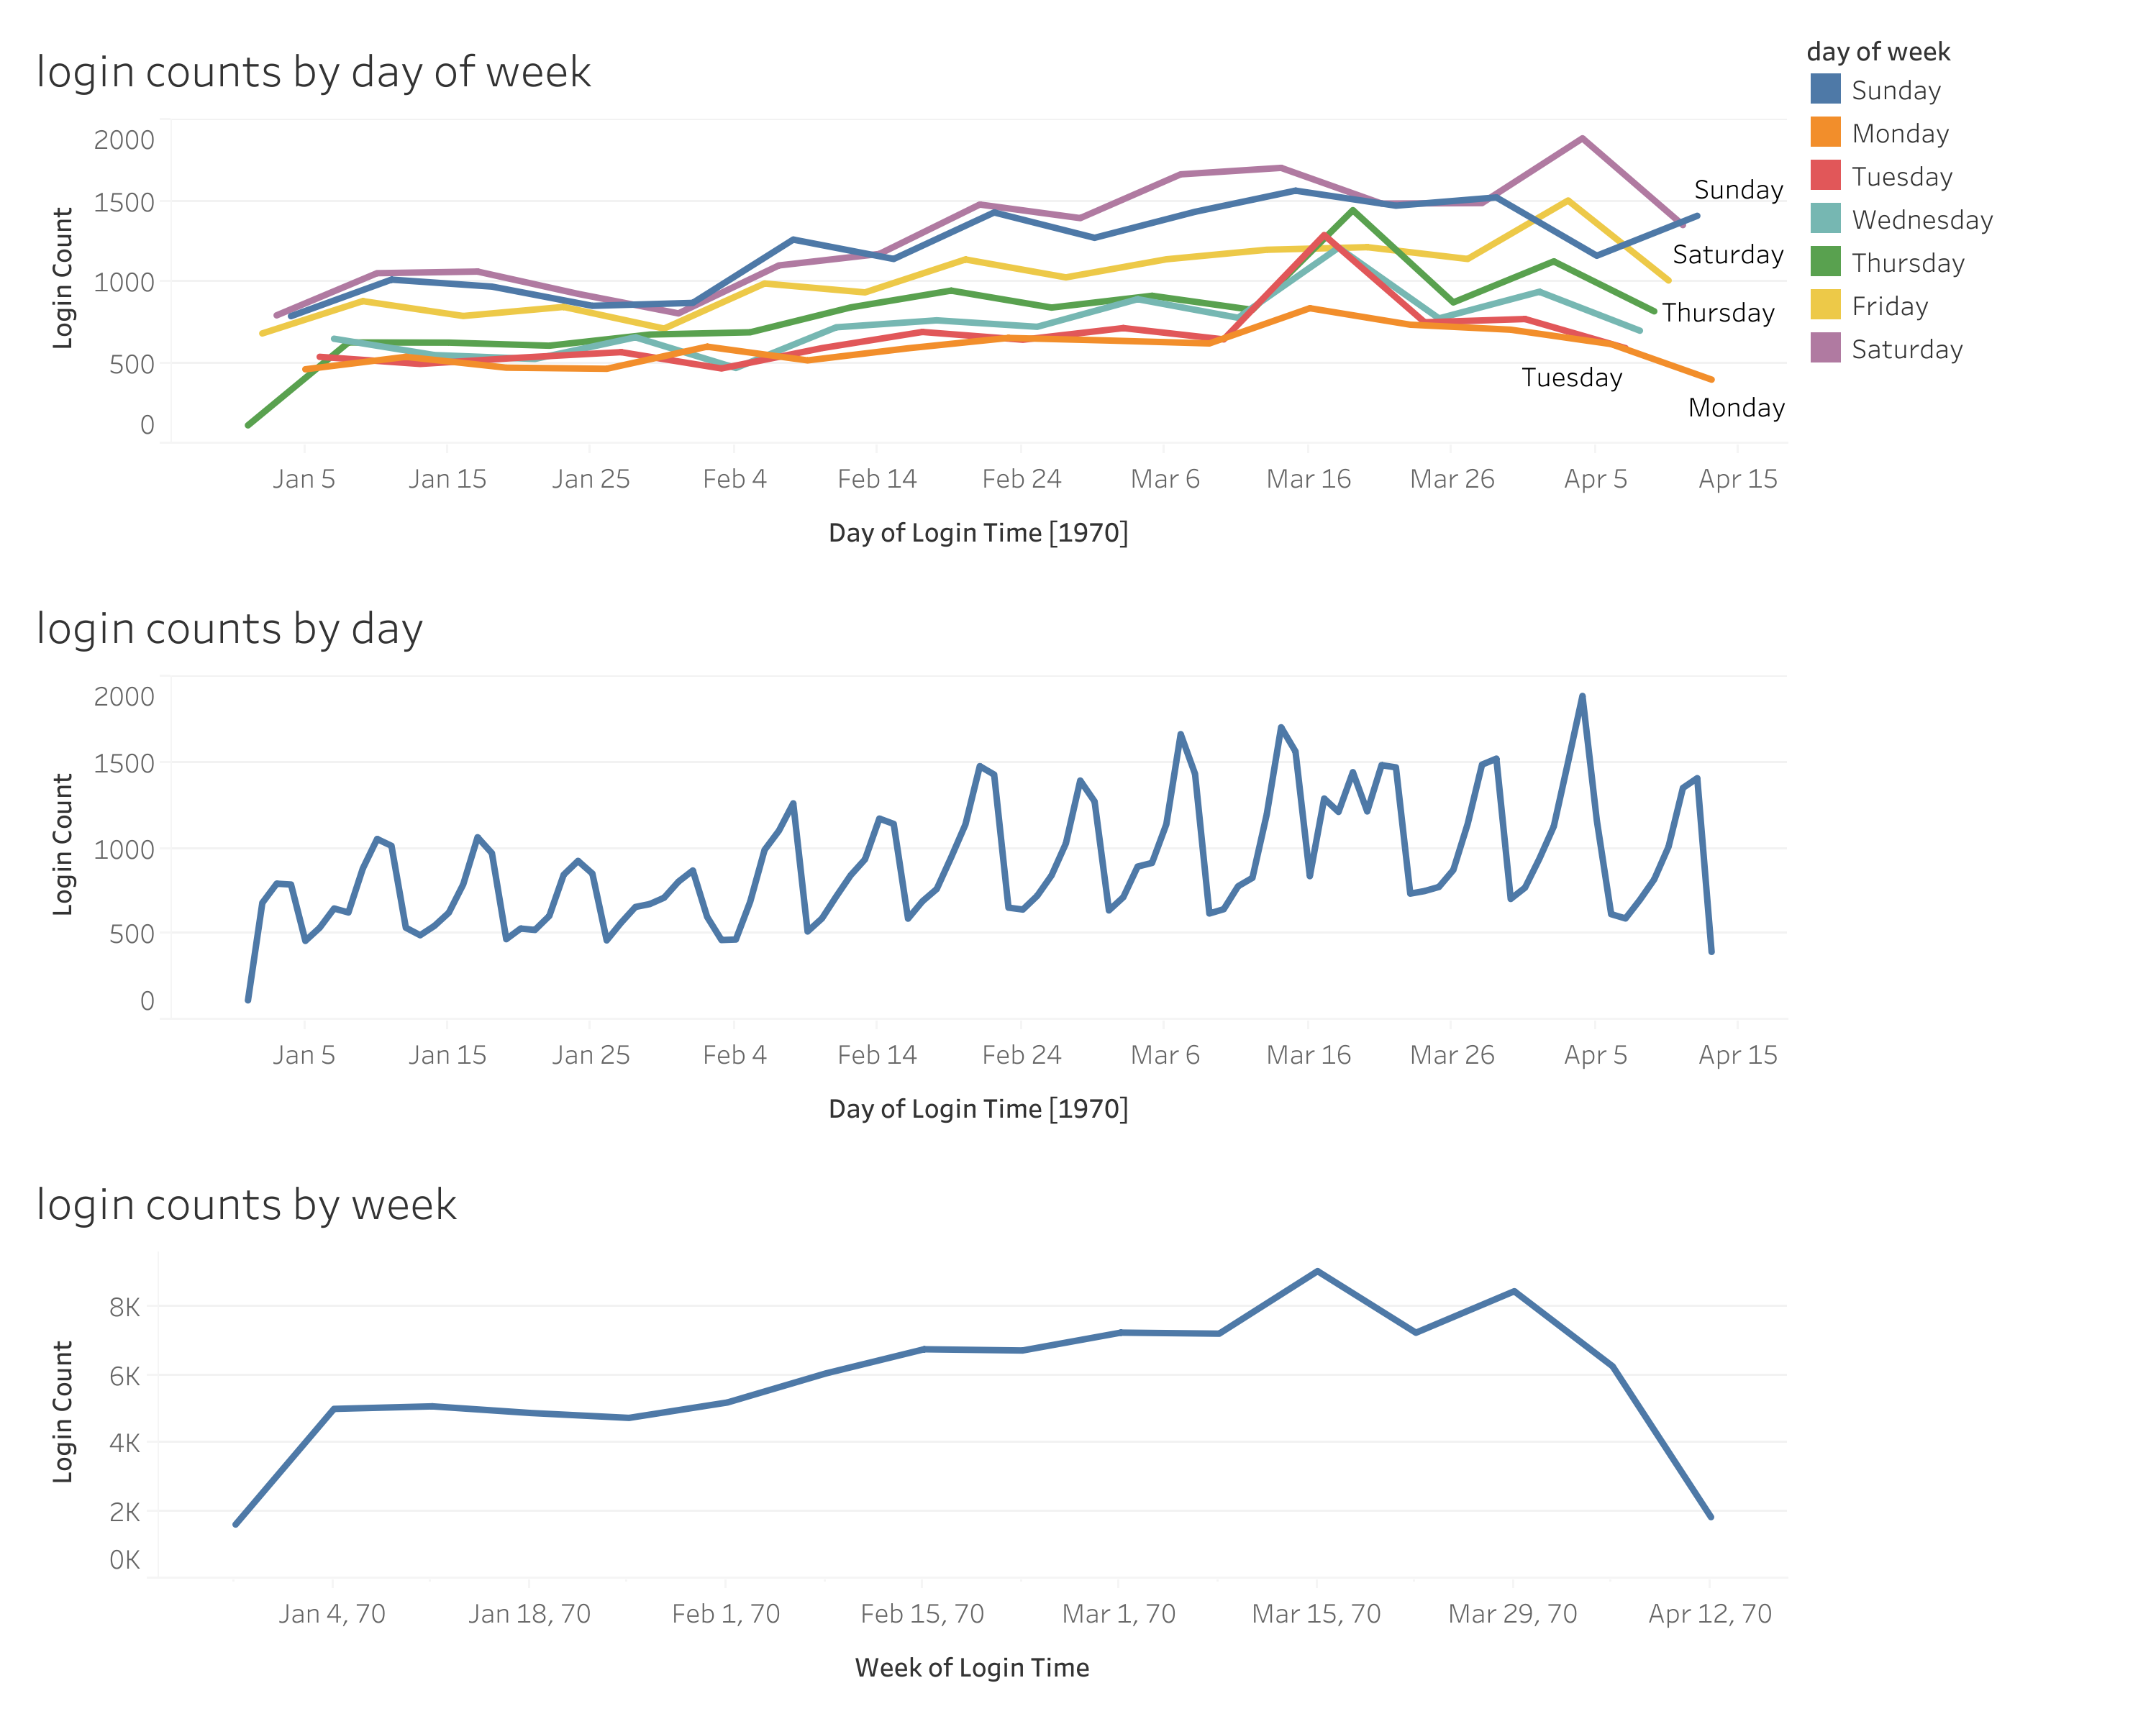 login counts by day of week
2000
1500
1000
500
0
Login Count
Sunday
Saturday
Thursday
Tuesday
Monday
Jan 5 Jan 15 Jan 25 Feb 4 Feb 14 Feb 24 Mar 6 Mar 16 Mar 26 Apr 5 Apr 15
Day of Login Time [1970]
day of week
Sunday
Monday
Tuesday
Wednesday
Thursday
Friday
Saturday
login counts by day
2000
1500
1000
500
0
Login Count
Jan 5 Jan 15 Jan 25 Feb 4 Feb 14 Feb 24 Mar 6 Mar 16 Mar 26 Apr 5 Apr 15
Day of Login Time [1970]
login counts by week
8K
6K
4K
2K
0K
Login Count
Jan 4, 70 Jan 18, 70 Feb 1, 70 Feb 15, 70 Mar 1, 70 Mar 15, 70 Mar 29, 70 Apr 12, 70
Week of Login Time